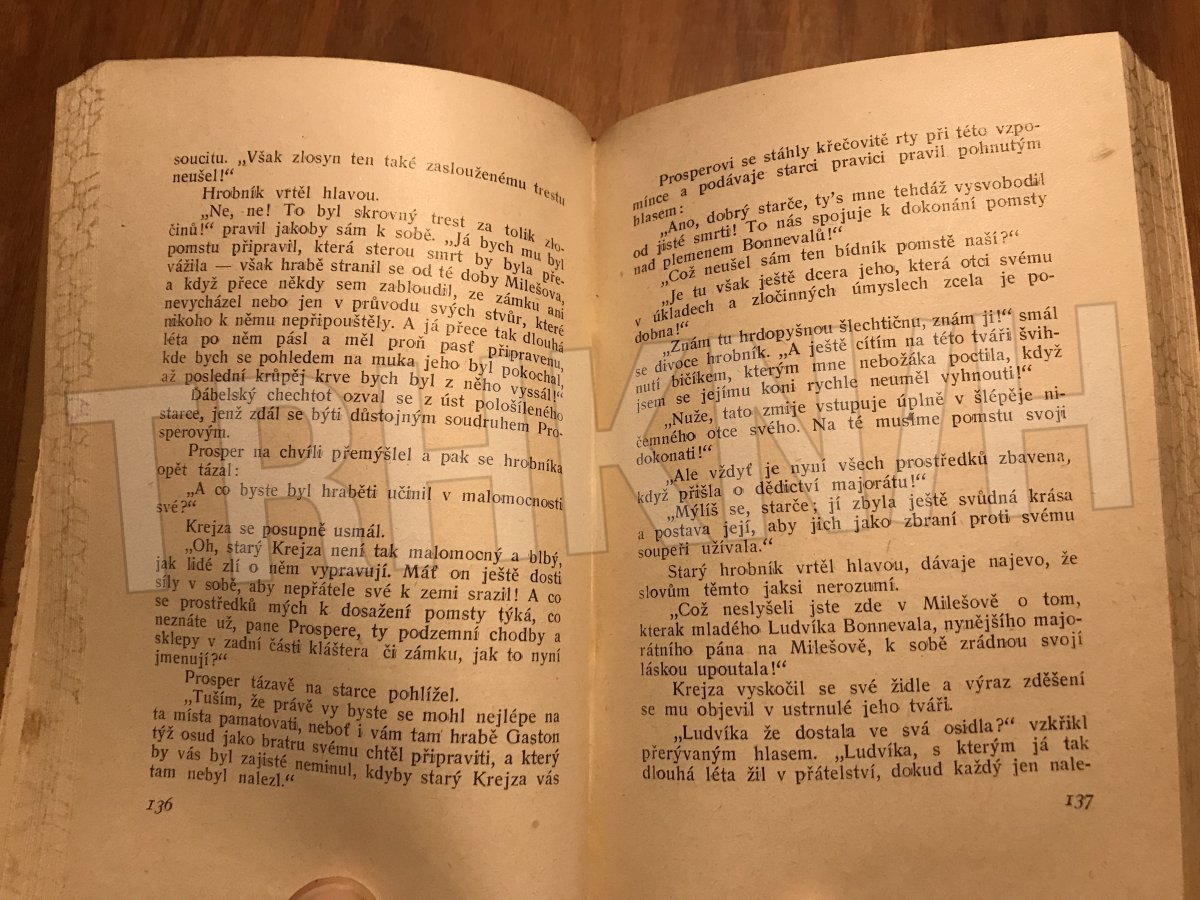 soucitu. „Však zlosyn ten také zaslouženému trestu
neušel!“
Hrobník vrtěl hlavou.
„Ne, ne! To byl skrovný trest za tolik zlo-
činů!“ pravil jakoby sám k sobě. „Já bych mu byl
pomstu připravil, která sterou smrt by byla pře-
vážila — však hrabě stranil se od té doby Milešova,
a když přece někdy sem zabloudil, ze zámku ani
nevycházel nebo jen v průvodu svých stvůr, které
nikoho k němu nepřipouštěly. A já přece tak dlouhá
léta po něm pásl a měl proň pasť připravenu,
kde bych se pohledem na muka jeho byl pokochal,
až poslední krůpěj krve bych byl z něho vyssál!“
Ďábelský chechtot ozval se z úst pološíleného
starce, jenž zdál se býti důstojným soudruhem Pro-
sperovým.
Prosper na chvíli přemýšlel a pak se hrobníka
opět tázal:
„A co byste byl hraběti učinil v malomocnosti
své?“
Krejza se posupně usmál.
„Oh, starý Krejza není tak malomocný a blbý,
jak lidé zlí o něm vypravují. Máť on ještě dosti
síly v sobě, aby nepřátele své k zemi srazil! A co
se prostředků mých k dosažení pomsty týká, co
neznáte už, pane Prospere, ty podzemní chodby a
sklepy v zadní části kláštera či zámku, jak to nyní
jmenují?“
Prosper tázavě na starce pohlížel.
„Tuším, že právě vy byste se mohl nejlépe na
ta místa pamatovati, neboť i vám tam hrabě Gaston
týž osud jako bratru svému chtěl připraviti, a který
by vás byl zajisté neminul, kdyby starý Krejza vás
tam nebyl nalezl.“
136
Prosperovi se stáhly křečovitě rty při této vzpo-
mínce a podávaje starci pravici pravil pohnutým
hlasem:
„Ano, dobrý starče, ty's mne tehdáž vysvobodil
od jisté smrti! To nás spojuje k dokonání pomsty
nad plemenem Bonnevalů!“
„Což neušel sám ten bídník pomstě naší?“
„Je tu však ještě dcera jeho, která otci svému
v úkladech a zločinných úmyslech zcela je po-
dobna!“
„Znám tu hrdopyšnou šlechtičnu, znám ji!“ smál
se divoce hrobník. „A ještě cítím na této tváři švih-
nutí bičíkem, kterým mne nebožáka poctila, když
jsem se jejímu koni rychle neuměl vyhnouti!“
„Nuže, tato zmije vstupuje úplně v šlépěje ni-
čemného otce svého. Na té musíme pomstu svoji
dokonati!“
„Ale vždyť je nyní všech prostředků zbavena,
když přišla o dědictví majorátu!“
„Mýlíš se, starče; jí zbyla ještě svůdná krása
a postava její, aby jich jako zbraní proti svému
soupeři užívala.“
Starý hrobník vrtěl hlavou, dávaje najevo, že
slovům těmto jaksi nerozumí.
„Což neslyšeli jste zde v Milešově o tom,
kterak mladého Ludvíka Bonnevala, nynějšího majo-
rátního pána na Milešově, k sobě zrádnou svojí
láskou upoutala!“
Krejza vyskočil se své židle a výraz zděšení
se mu objevil v ustrnulé jeho tváři.
„Ludvíka že dostala ve svá osidla?“ vzkřikl
přerývaným hlasem. „Ludvíka, s kterým já tak
dlouhá léta žil v přátelství, dokud každý jen nale-
137
TRHKNIH